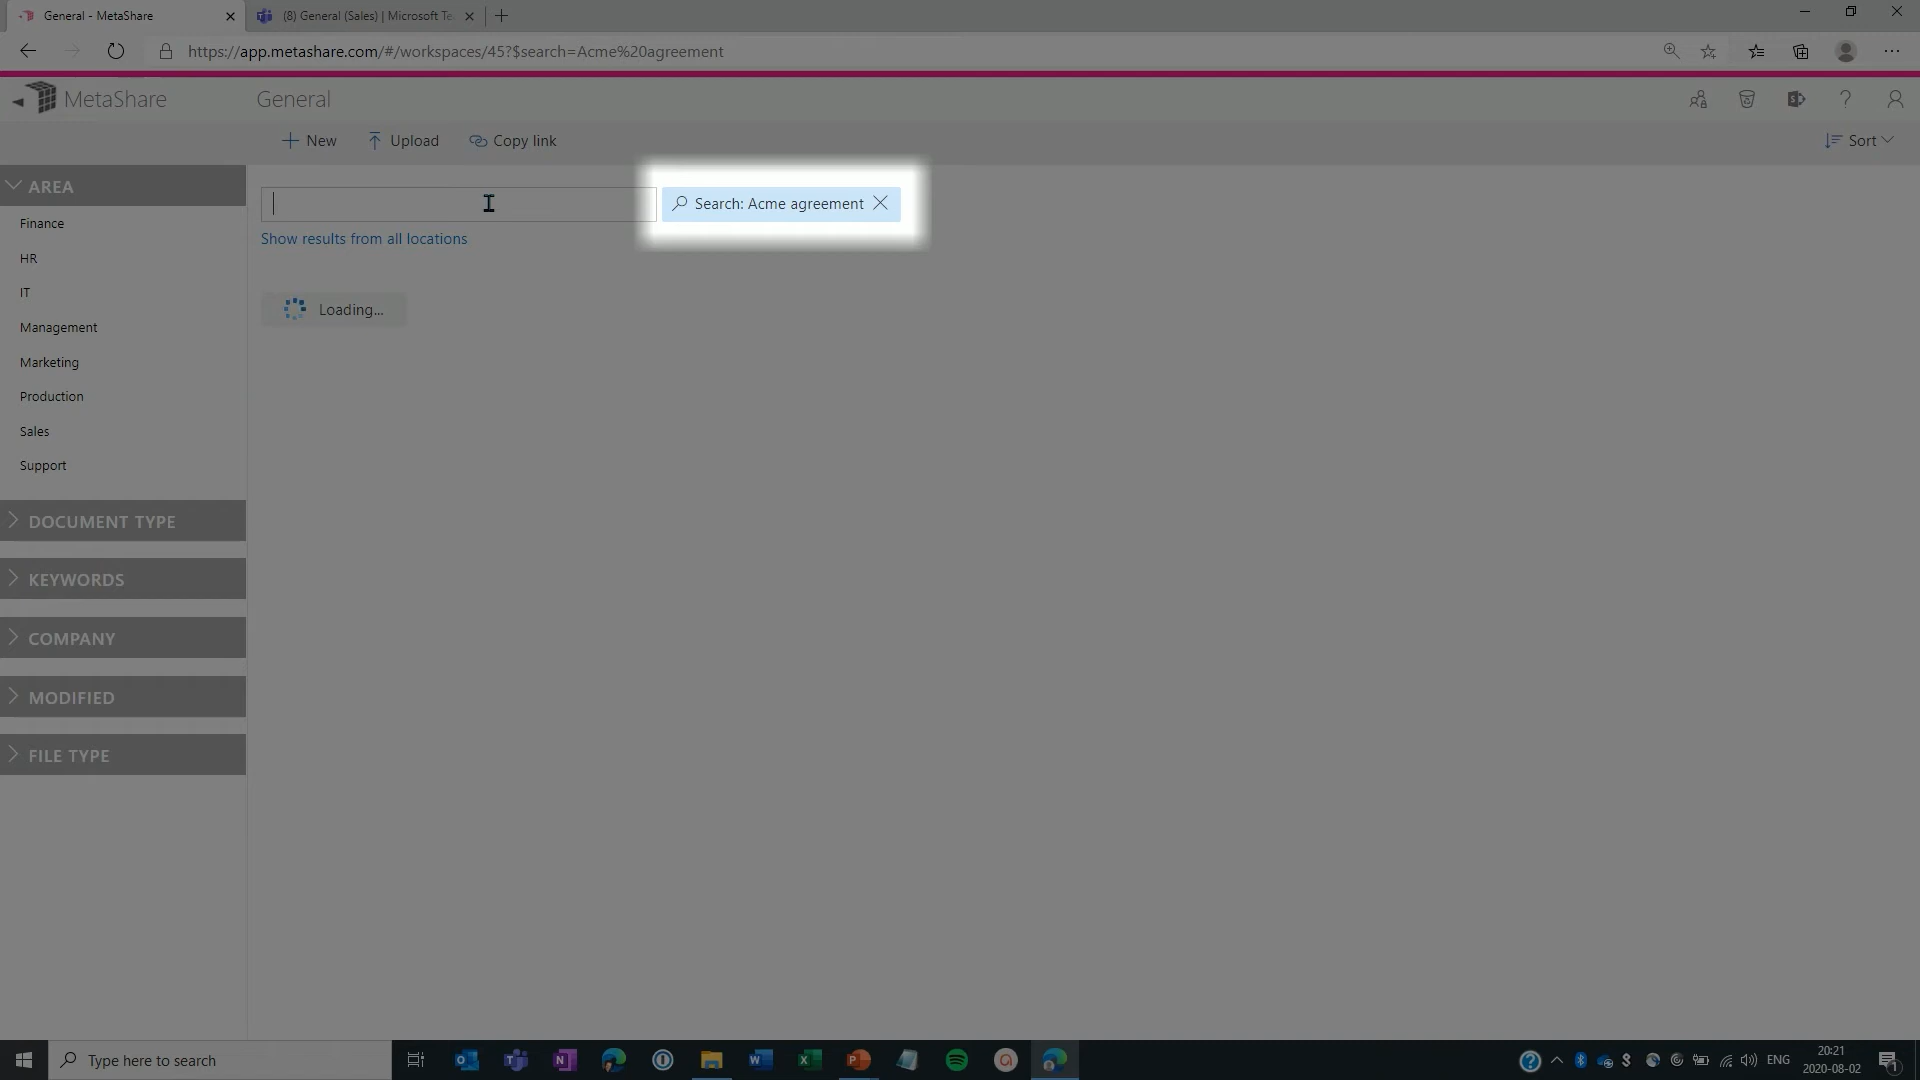 General - MetaShare
(8) General (Sales) | Microsoft Te
https://app.metashare.com/#/workspaces/45?$search=Acme%20agreement
MetaShare
General
New
Upload
Copy link
Sort
AREA
Finance
HR
IT
Management
Marketing
Production
Sales
Support
Search: Acme agreement
Show results from all locations
Loading...
DOCUMENT TYPE
KEYWORDS
COMPANY
MODIFIED
FILE TYPE
Type here to search
ENG
20:21
2020-08-02